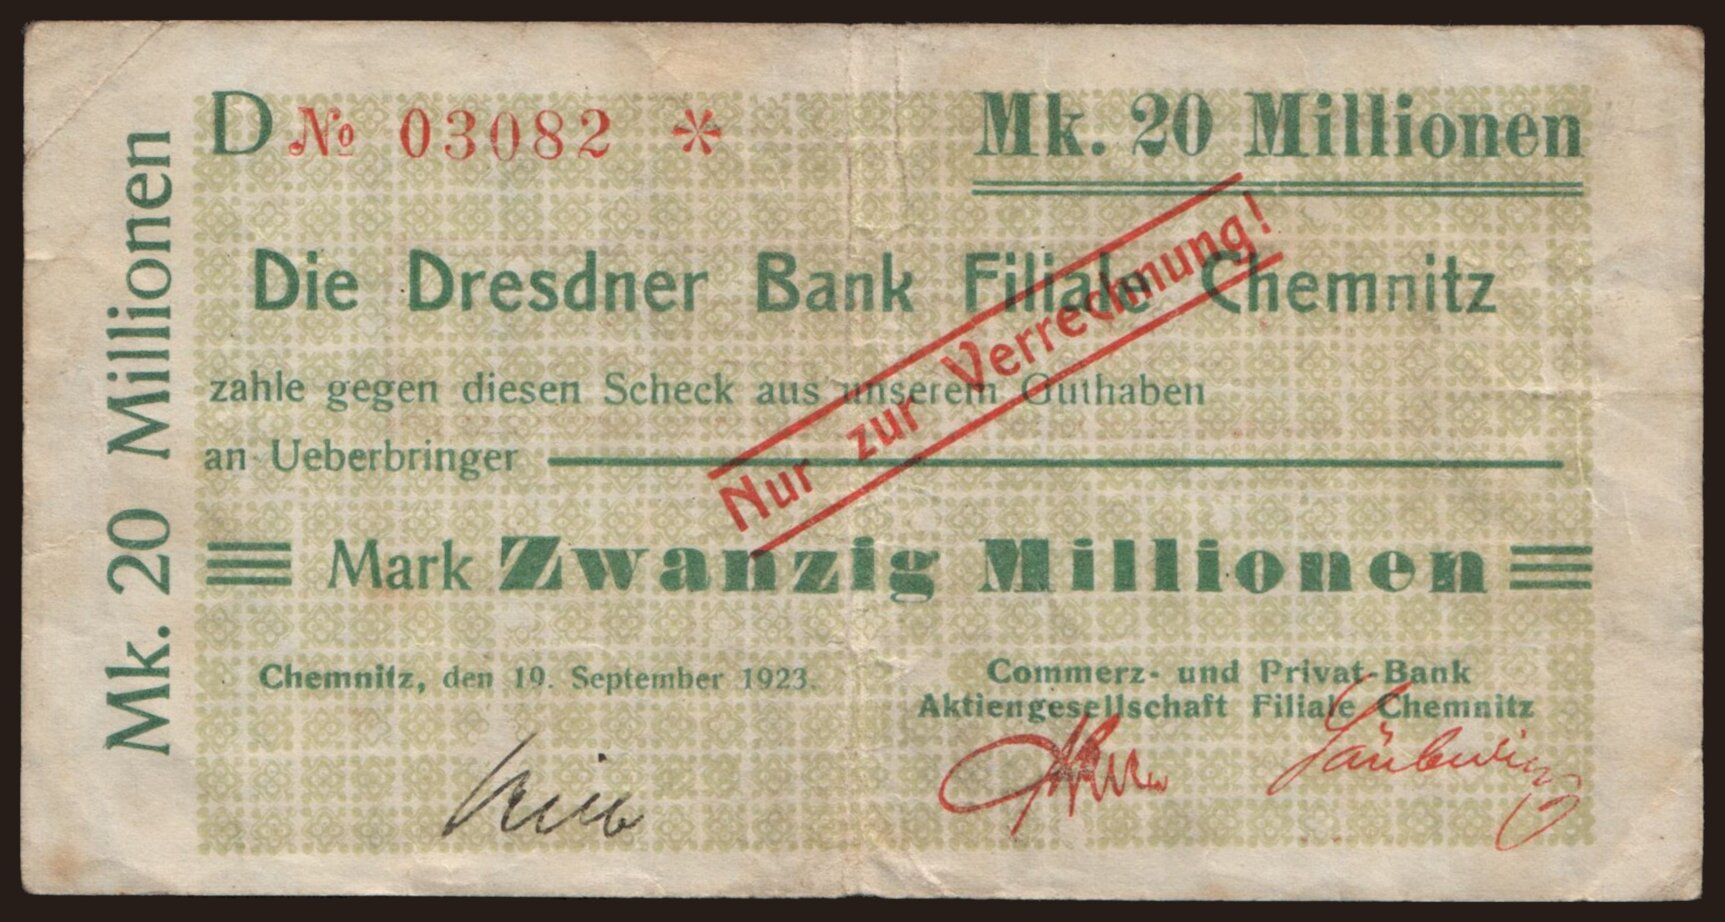 Mk. 20 Millionen
D № 03082 *
Mk. 20 Millionen
Die Dresdner Bank Filiale Chemnitz
Nur zur Verrechnung!
zahle gegen diesen Scheck aus unserem Guthaben
an Ueberbringer
Mark Zwanzig Millionen
Chemnitz, den 19. September 1923.
Commerz- und Privat-Bank
Aktiengesellschaft Filiale Chemnitz